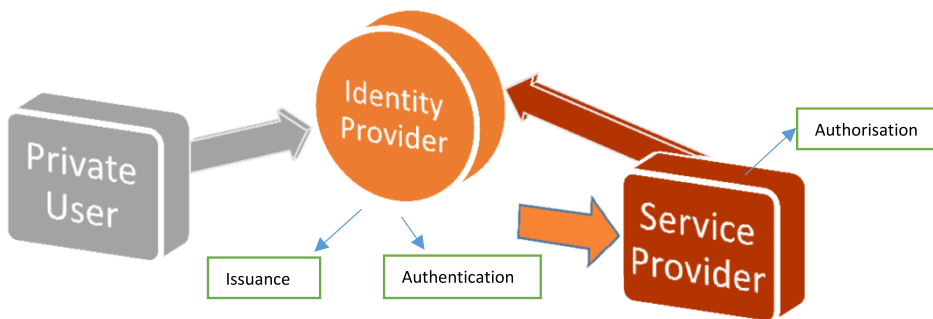 Identity
Provider
Authorisation
Private
User
Service
Provider
Issuance
Authentication